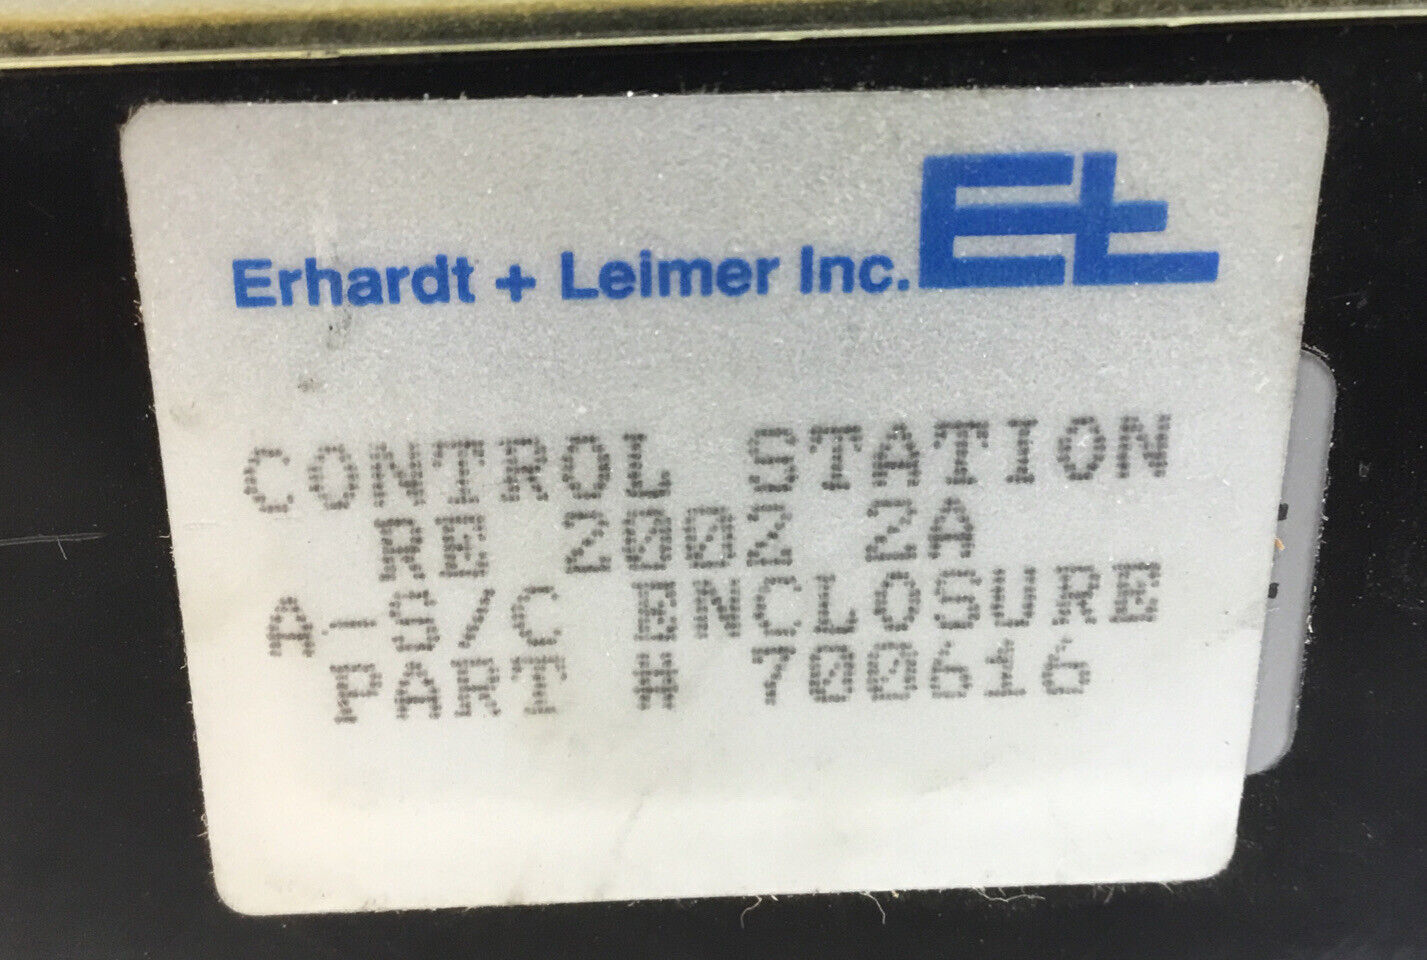 Erhardt + Leimer Inc. EL
CONTROL STATION
RE 2002 2A
A-S/C ENCLOSURE
PART # 700616